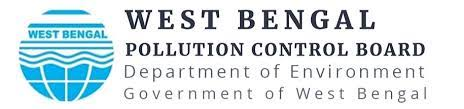 WEST BENGAL
WEST BENGAL
POLLUTION CONTROL BOARD
Department of Environment
Government of West Bengal